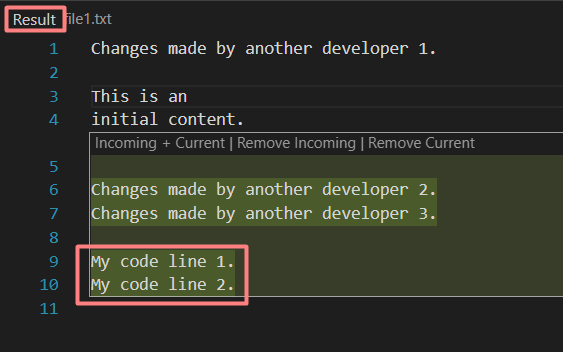 Result file1.txt
1 Changes made by another developer 1.
2
3 This is an
4 initial content.
Incoming + Current | Remove Incoming | Remove Current
5
6 Changes made by another developer 2.
7 Changes made by another developer 3.
8
9 My code line 1.
10 My code line 2.
11